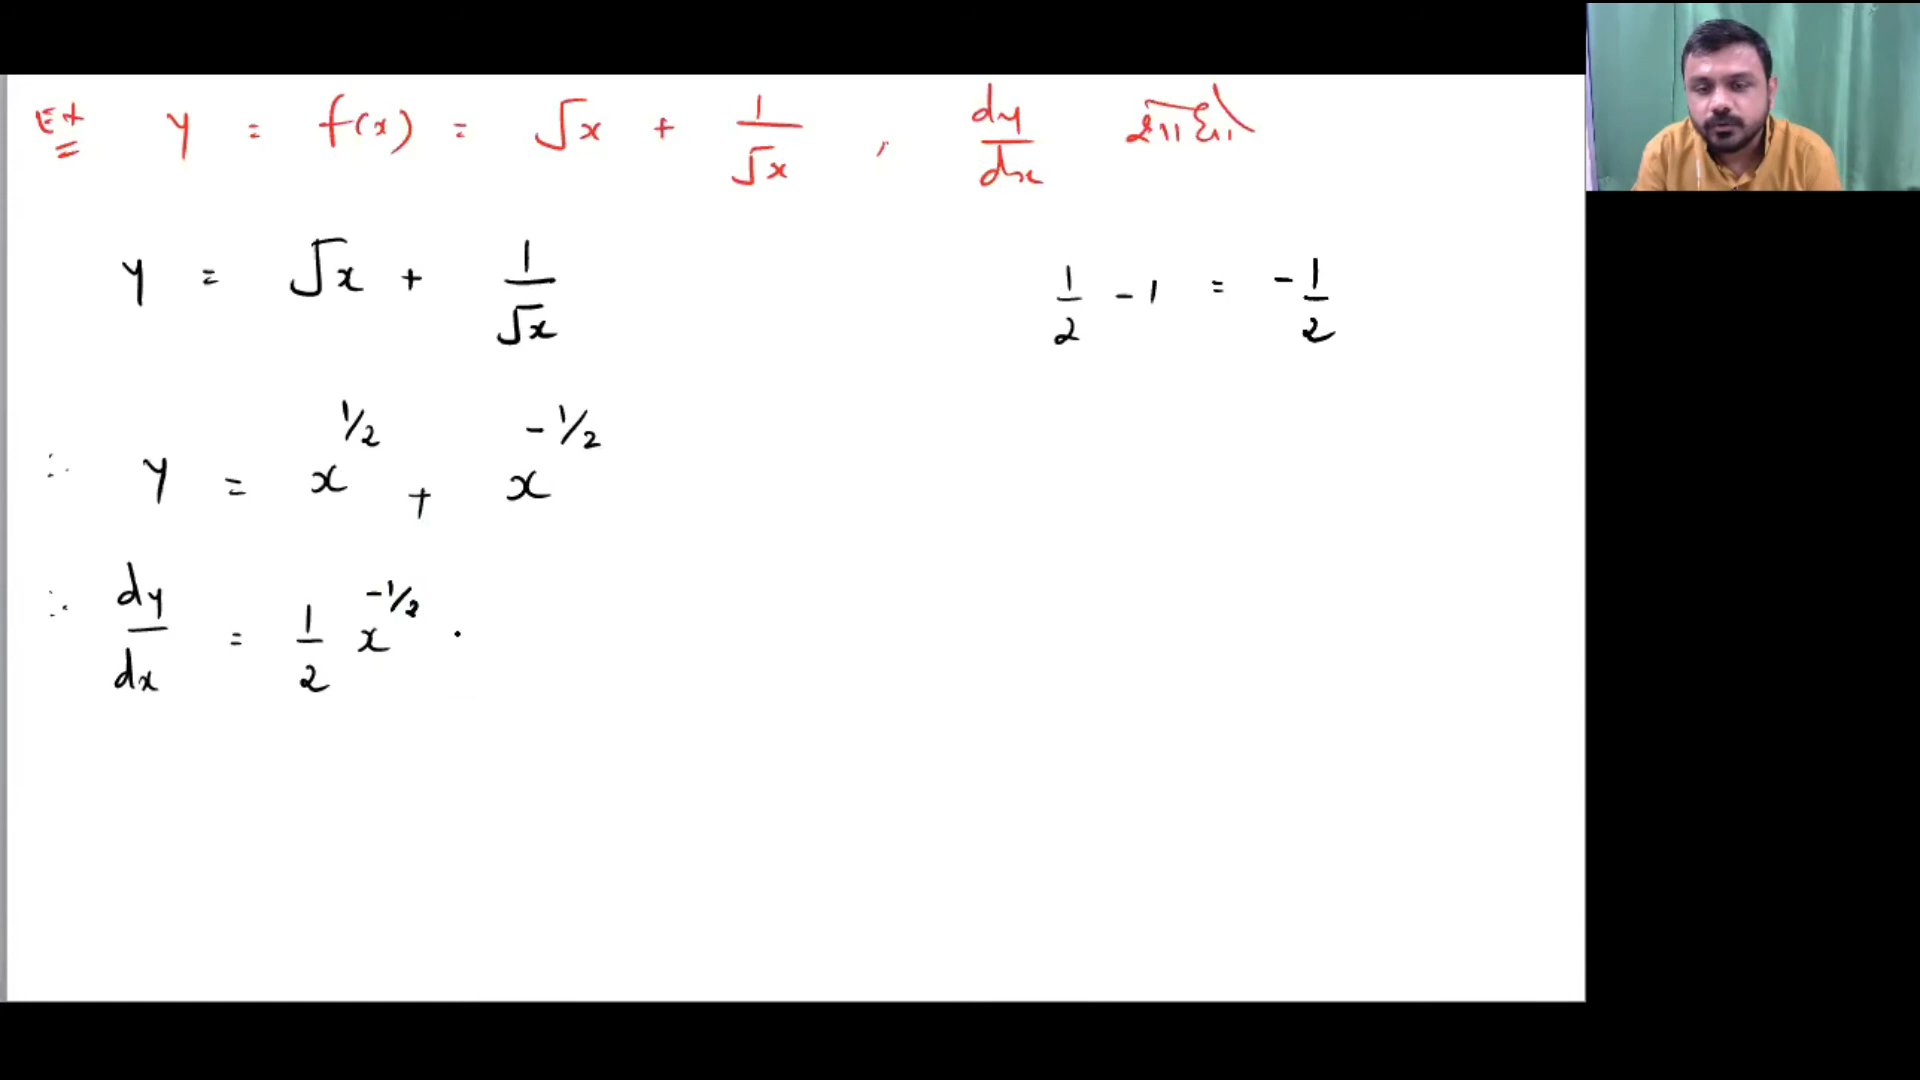 Ex y = f(x) = √x + 1/√x , dy/dx શોધો
y = √x + 1/√x
1/2 - 1 = -1/2
∴ y = x^1/2 + x^-1/2
∴ dy/dx = 1/2 x^-1/2